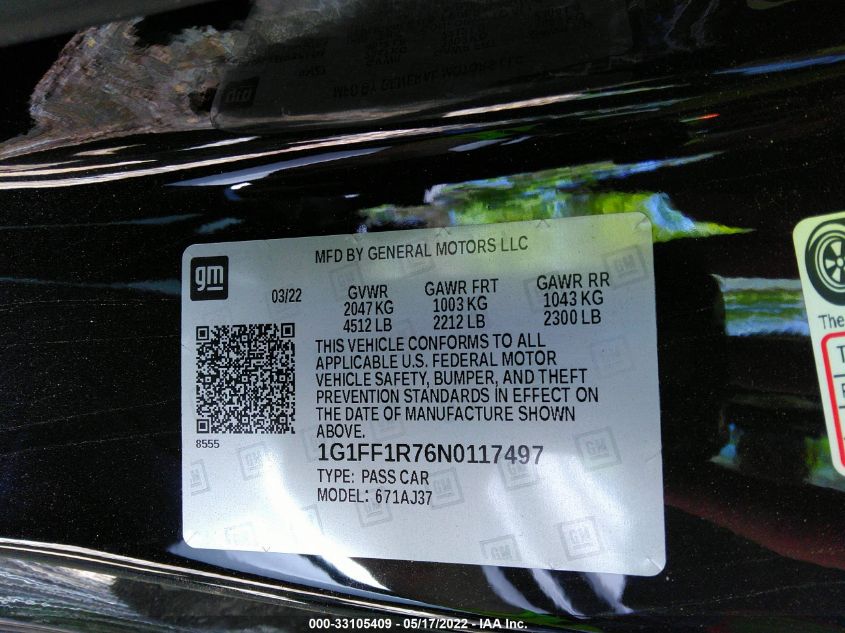 MFD BY GENERAL MOTORS LLC
gm
03/22
GVWR GAWR FRT GAWR RR
2047 KG 1003 KG 1043 KG
4512 LB 2212 LB 2300 LB
THIS VEHICLE CONFORMS TO ALL
APPLICABLE U.S. FEDERAL MOTOR
VEHICLE SAFETY, BUMPER, AND THEFT
PREVENTION STANDARDS IN EFFECT ON
THE DATE OF MANUFACTURE SHOWN
ABOVE.
8555
1G1FF1R76N0117497
TYPE: PASS CAR
MODEL: 671AJ37
The
000-33105409 - 05/17/2022 - IAA Inc.